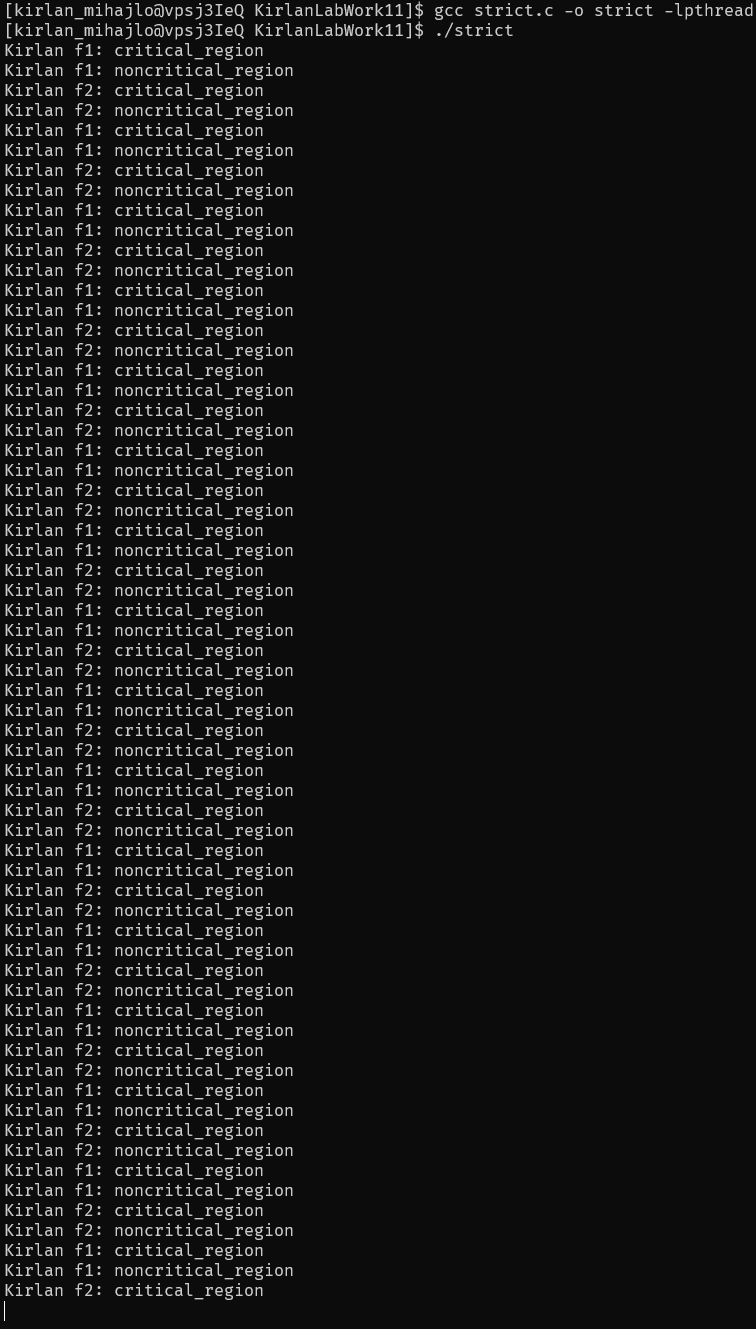 [kirlan_mihajlo@vpsj3IeQ KirlanLabWork11]$ gcc strict.c -o strict -lpthread
[kirlan_mihajlo@vpsj3IeQ KirlanLabWork11]$ ./strict
Kirlan f1: critical_region
Kirlan f1: noncritical_region
Kirlan f2: critical_region
Kirlan f2: noncritical_region
Kirlan f1: critical_region
Kirlan f1: noncritical_region
Kirlan f2: critical_region
Kirlan f2: noncritical_region
Kirlan f1: critical_region
Kirlan f1: noncritical_region
Kirlan f2: critical_region
Kirlan f2: noncritical_region
Kirlan f1: critical_region
Kirlan f1: noncritical_region
Kirlan f2: critical_region
Kirlan f2: noncritical_region
Kirlan f1: critical_region
Kirlan f1: noncritical_region
Kirlan f2: critical_region
Kirlan f2: noncritical_region
Kirlan f1: critical_region
Kirlan f1: noncritical_region
Kirlan f2: critical_region
Kirlan f2: noncritical_region
Kirlan f1: critical_region
Kirlan f1: noncritical_region
Kirlan f2: critical_region
Kirlan f2: noncritical_region
Kirlan f1: critical_region
Kirlan f1: noncritical_region
Kirlan f2: critical_region
Kirlan f2: noncritical_region
Kirlan f1: critical_region
Kirlan f1: noncritical_region
Kirlan f2: critical_region
Kirlan f2: noncritical_region
Kirlan f1: critical_region
Kirlan f1: noncritical_region
Kirlan f2: critical_region
Kirlan f2: noncritical_region
Kirlan f1: critical_region
Kirlan f1: noncritical_region
Kirlan f2: critical_region
Kirlan f2: noncritical_region
Kirlan f1: critical_region
Kirlan f1: noncritical_region
Kirlan f2: critical_region
Kirlan f2: noncritical_region
Kirlan f1: critical_region
Kirlan f1: noncritical_region
Kirlan f2: critical_region
Kirlan f2: noncritical_region
Kirlan f1: critical_region
Kirlan f1: noncritical_region
Kirlan f2: critical_region
Kirlan f2: noncritical_region
Kirlan f1: critical_region
Kirlan f1: noncritical_region
Kirlan f2: critical_region
Kirlan f2: noncritical_region
Kirlan f1: critical_region
Kirlan f1: noncritical_region
Kirlan f2: critical_region